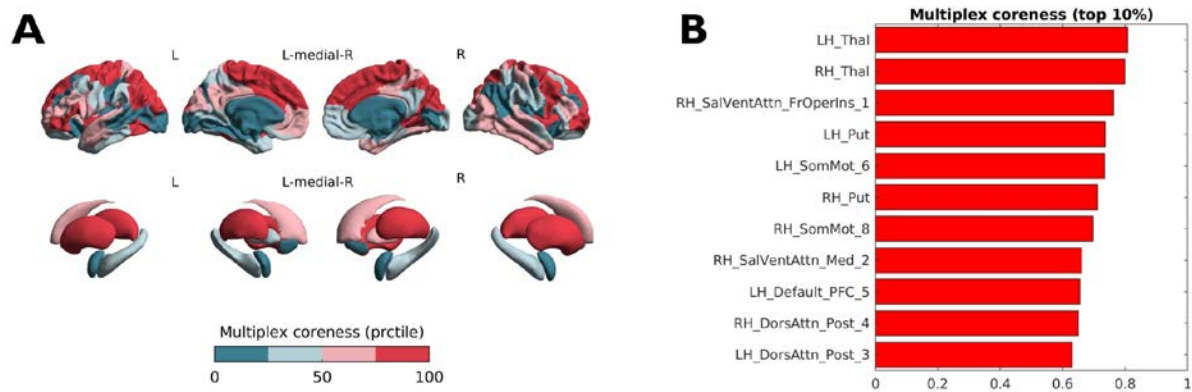 A
L
L-medial-R
R
L
L-medial-R
R
Multiplex coreness (prctile)
0 50 100
B
Multiplex coreness (top 10%)
LH_Thal
RH_Thal
RH_SalVentAttn_FrOperIns_1
LH_Put
LH_SomMot_6
RH_Put
RH_SomMot_8
RH_SalVentAttn_Med_2
LH_Default_PFC_5
RH_DorsAttn_Post_4
LH_DorsAttn_Post_3
0 0.2 0.4 0.6 0.8 1